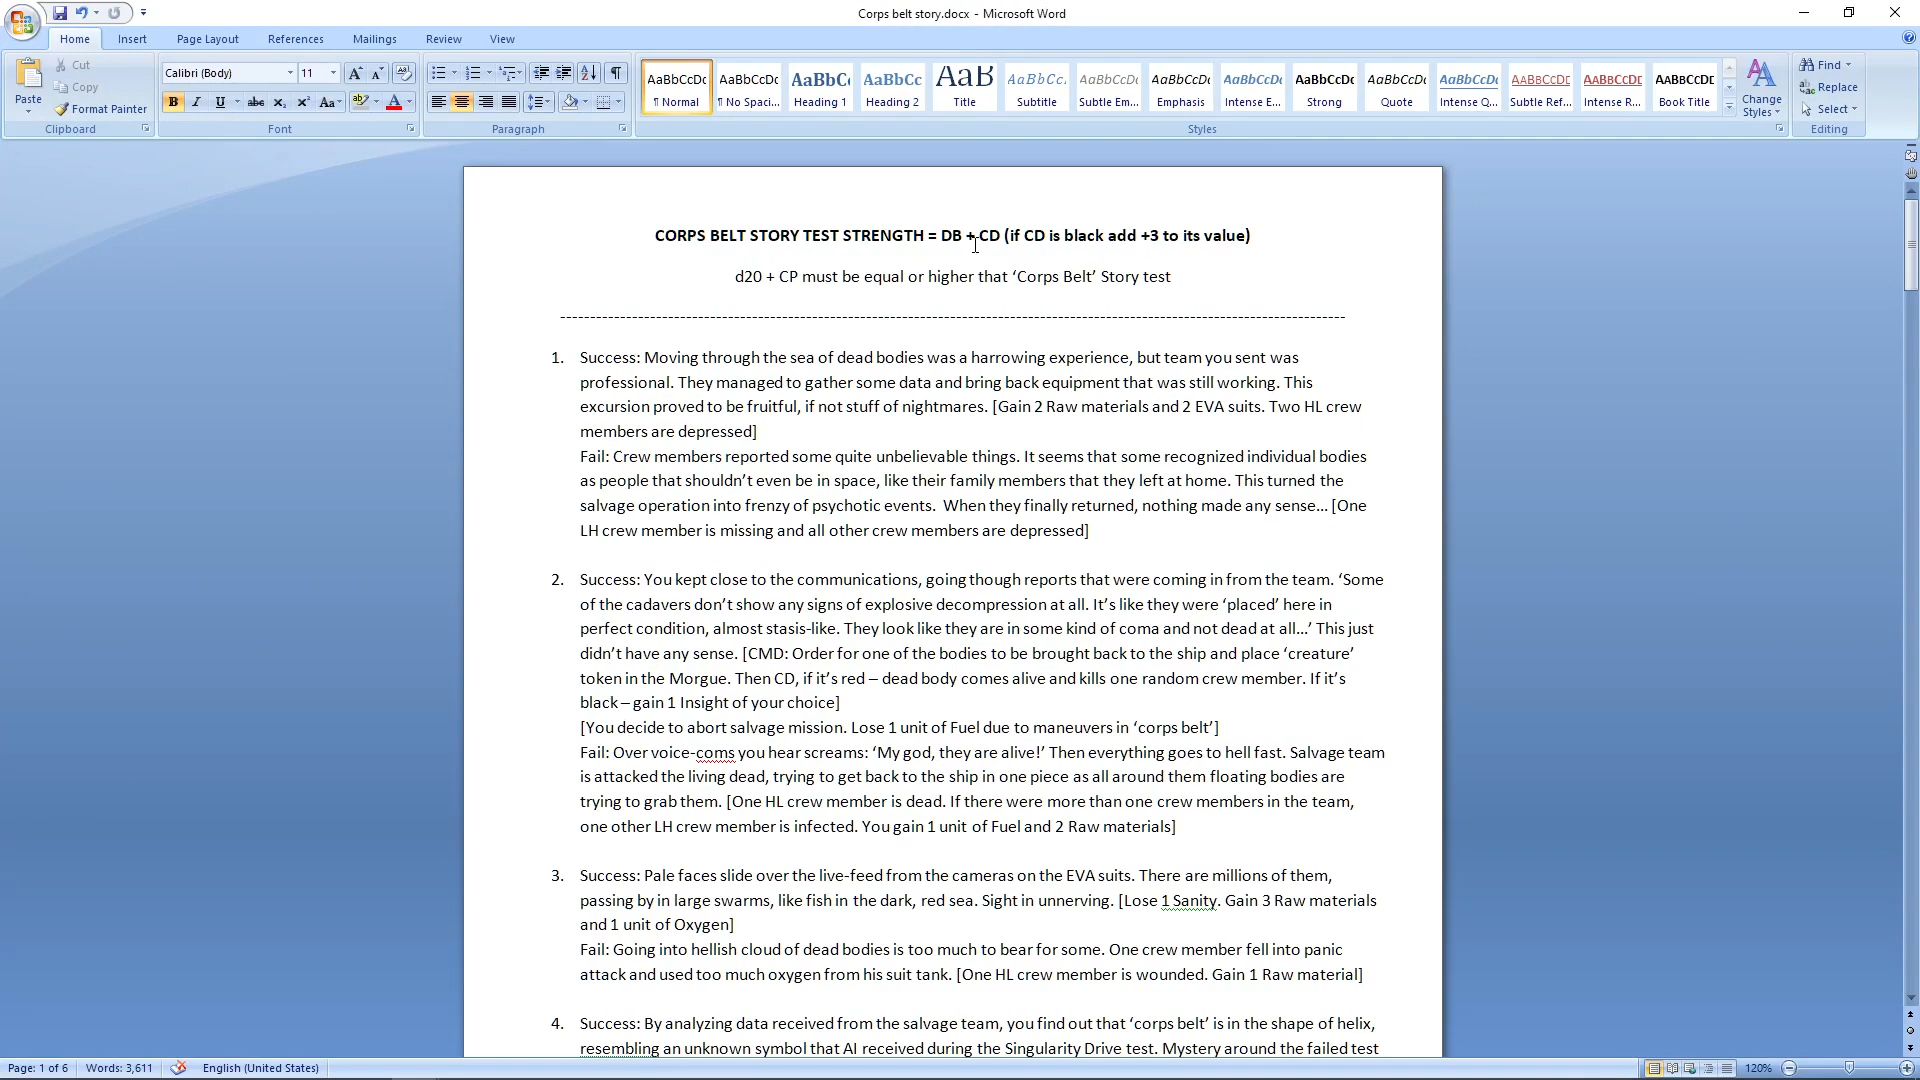 Corps belt story.docx - Microsoft Word
Home Insert Page Layout References Mailings Review View
Paste
Cut
Copy
Format Painter
Clipboard
Calibri (Body) 11
B I U abc x₂ x² Aa
Font
Paragraph
AaBbCcDc AaBbCcDc AaBbC AaBbCc AaB AaBbCc. AaBbCcDc AaBbCcDc AaBbCcDc AaBbCcDc AaBbCcDc AaBbCcDc AABBCCDE AABBCCDE AABBCCDE
¶ Normal ¶ No Spaci... Heading 1 Heading 2 Title Subtitle Subtle Em... Emphasis Intense E... Strong Quote Intense Q... Subtle Ref... Intense R... Book Title
Change
Styles
Styles
Find
Replace
Select
Editing
CORPS BELT STORY TEST STRENGTH = DB + CD (if CD is black add +3 to its value)
d20 + CP must be equal or higher that ‘Corps Belt’ Story test
-----------------------------------------------------------------------------------------------------------------------------------
1. Success: Moving through the sea of dead bodies was a harrowing experience, but team you sent was
professional. They managed to gather some data and bring back equipment that was still working. This
excursion proved to be fruitful, if not stuff of nightmares. [Gain 2 Raw materials and 2 EVA suits. Two HL crew
members are depressed]
Fail: Crew members reported some quite unbelievable things. It seems that some recognized individual bodies
as people that shouldn’t even be in space, like their family members that they left at home. This turned the
salvage operation into frenzy of psychotic events.  When they finally returned, nothing made any sense... [One
LH crew member is missing and all other crew members are depressed]
2. Success: You kept close to the communications, going though reports that were coming in from the team. ‘Some
of the cadavers don’t show any signs of explosive decompression at all. It’s like they were ‘placed’ here in
perfect condition, almost stasis-like. They look like they are in some kind of coma and not dead at all...’ This just
didn’t have any sense. [CMD: Order for one of the bodies to be brought back to the ship and place ‘creature’
token in the Morgue. Then CD, if it’s red – dead body comes alive and kills one random crew member. If it’s
black – gain 1 Insight of your choice]
[You decide to abort salvage mission. Lose 1 unit of Fuel due to maneuvers in ‘corps belt’]
Fail: Over voice-coms you hear screams: ‘My god, they are alive!’ Then everything goes to hell fast. Salvage team
is attacked the living dead, trying to get back to the ship in one piece as all around them floating bodies are
trying to grab them. [One HL crew member is dead. If there were more than one crew members in the team,
one other LH crew member is infected. You gain 1 unit of Fuel and 2 Raw materials]
3. Success: Pale faces slide over the live-feed from the cameras on the EVA suits. There are millions of them,
passing by in large swarms, like fish in the dark, red sea. Sight in unnerving. [Lose 1 Sanity. Gain 3 Raw materials
and 1 unit of Oxygen]
Fail: Going into hellish cloud of dead bodies is too much to bear for some. One crew member fell into panic
attack and used too much oxygen from his suit tank. [One HL crew member is wounded. Gain 1 Raw material]
4. Success: By analyzing data received from the salvage team, you find out that ‘corps belt’ is in the shape of helix,
resembling an unknown symbol that AI received during the Singularity Drive test. Mystery around the failed test
Page: 1 of 6 Words: 3,611 English (United States) 120%